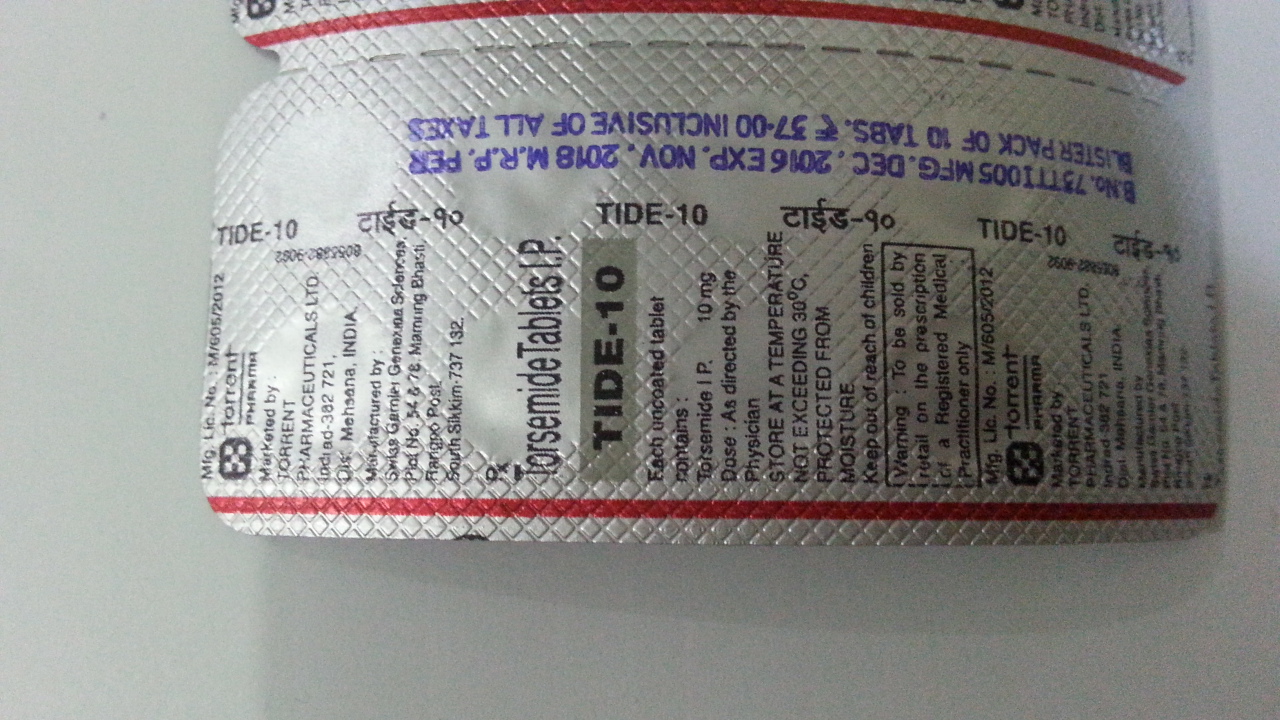 B.No. 73TT1005 MFG. DEC. 2016 EXP. NOV. 2018 M.R.P. PER
BLISTER PACK OF 10 TABS. ₹ 37-00 INCLUSIVE OF ALL TAXES
TIDE-10
टाईड-१०
TIDE-10
टाईड-१०
TIDE-10
टाईड-१०
8055382-9092
Mfg. Lic. No. : M/605/2012
torrent
PHARMA
Marketed by :
TORRENT
PHARMACEUTICALS LTD.
Indrad-382 721,
Dist. Mehsana, INDIA.
Manufactured by :
Swiss Garnier Genexiaa Sciences,
Plot No. 54 & 78, Mamring Bhasti,
Rangpo Post,
South Sikkim-737 132.
Rx
Torsemide Tablets I.P.
TIDE-10
Each uncoated tablet
contains :
Torsemide I.P. 10 mg
Dose : As directed by the
Physician
STORE AT A TEMPERATURE
NOT EXCEEDING 30°C,
PROTECTED FROM
MOISTURE
Keep out of reach of children
Warning : To be sold by
retail on the prescription
of a Registered Medical
Practitioner only
Mfg. Lic. No. : M/605/2012
torrent
PHARMA
Marketed by
TORRENT
PHARMACEUTICALS LTD.
Indrad-382 721
Dist. Mehsana, INDIA
Manufactured by